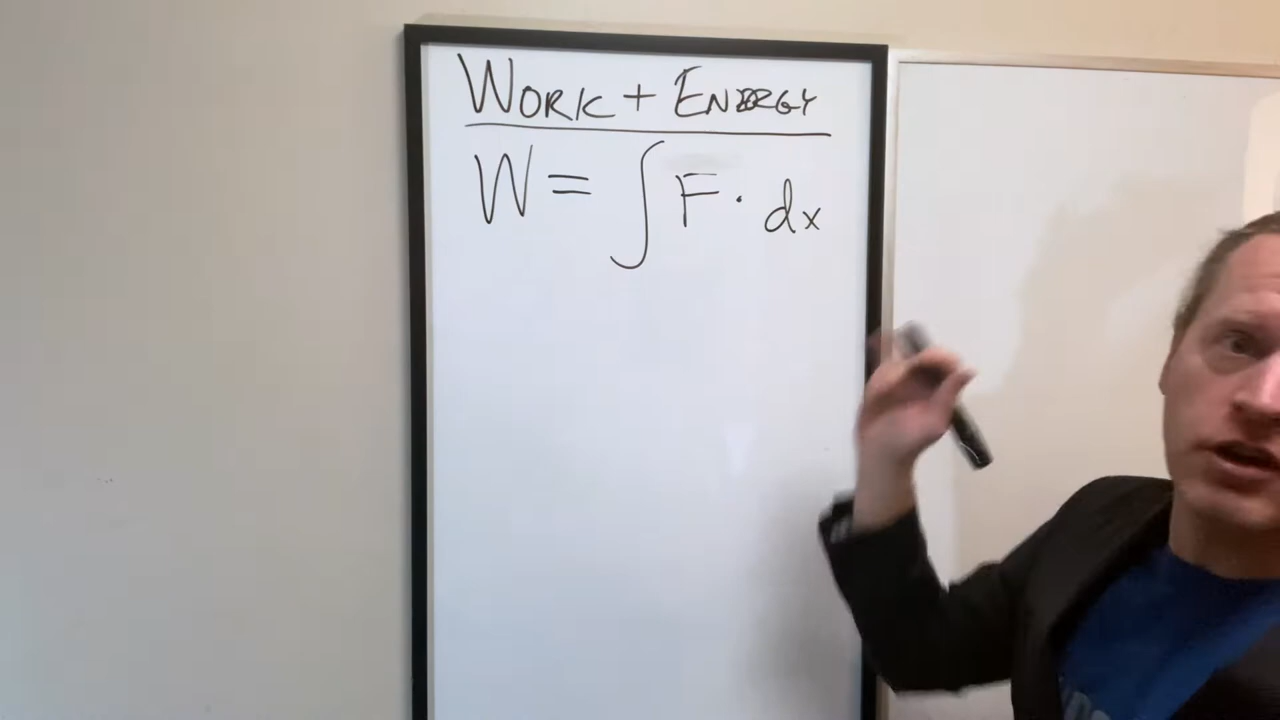 WORK + ENERGY
W = ∫ F · dx